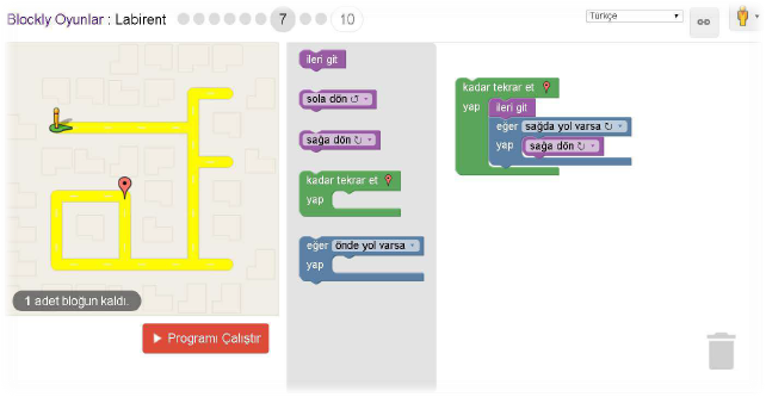 Blockly Oyunlar : Labirent 7 10
Türkçe
ileri git
sola dön ↺
sağa dön ↻
kadar tekrar et
yap
eğer önde yol varsa
yap
kadar tekrar et
yap ileri git
eğer sağda yol varsa ↻
yap sağa dön ↻
1 adet bloğun kaldı.
Programı Çalıştır